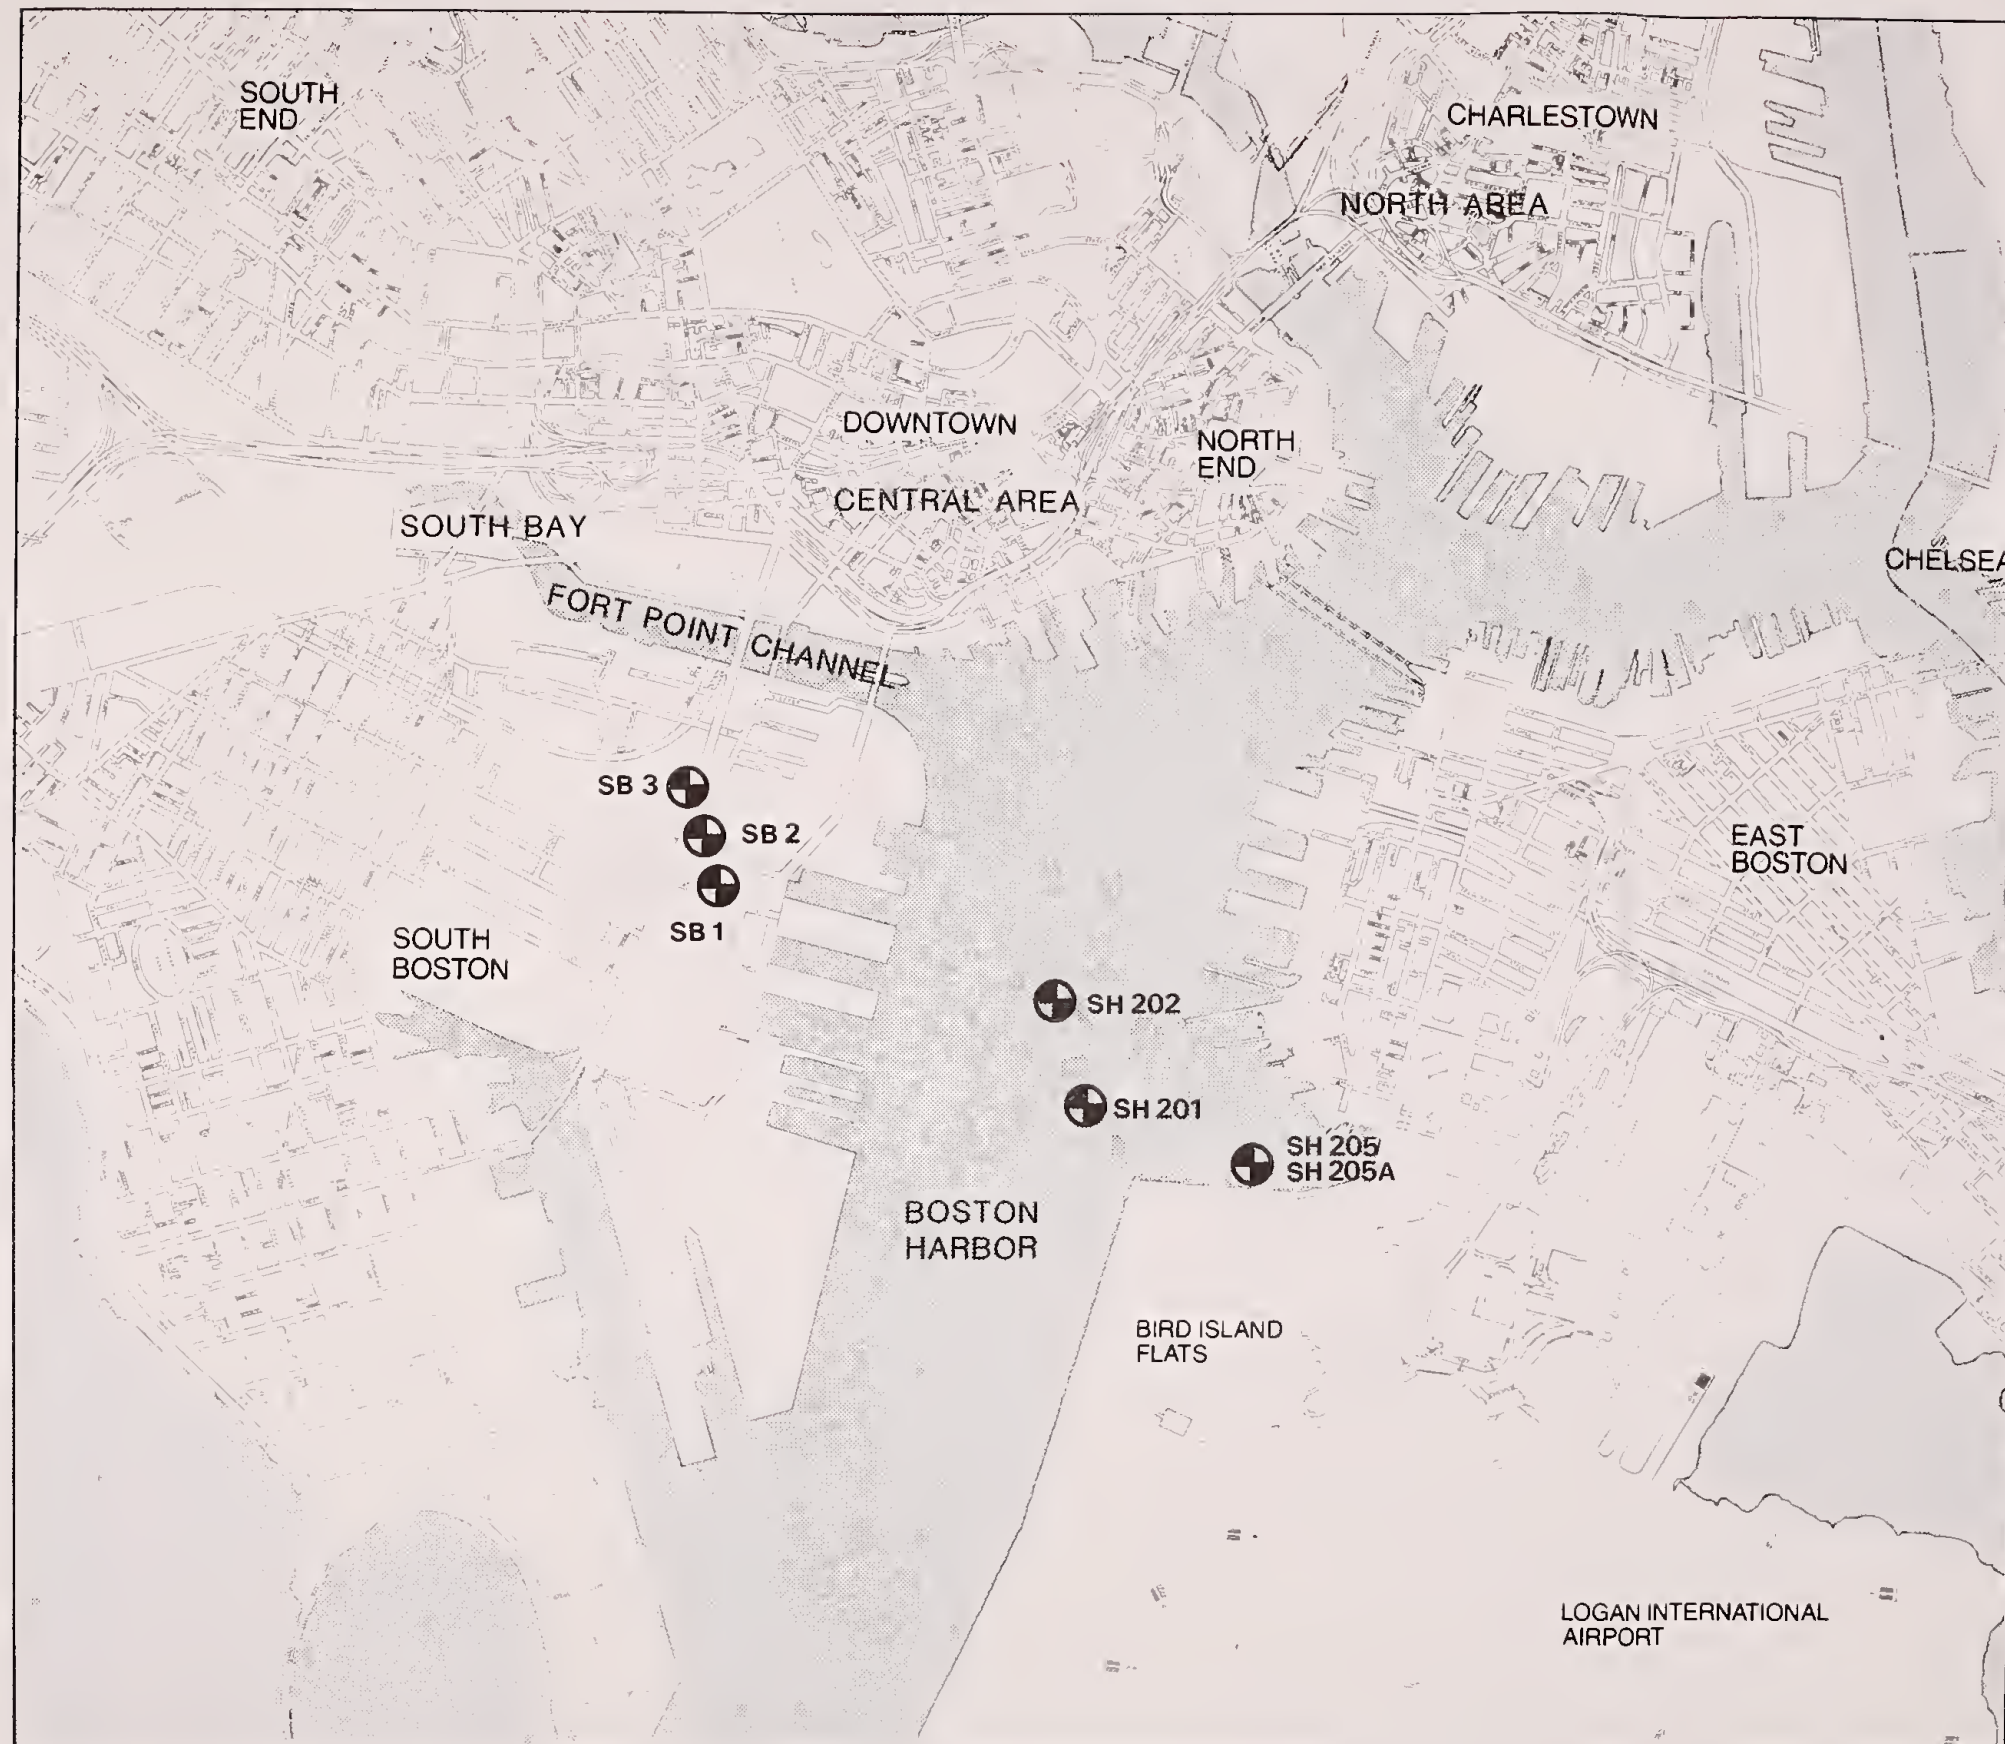 SOUTH
END
CHARLESTOWN
NORTH AREA
DOWNTOWN
NORTH
END
CENTRAL AREA
SOUTH BAY
CHELSEA
FORT POINT CHANNEL
SB 3
SB 2
EAST
BOSTON
SB 1
SOUTH
BOSTON
SH 202
SH 201
SH 205/
SH 205A
BOSTON
HARBOR
BIRD ISLAND
FLATS
LOGAN INTERNATIONAL
AIRPORT